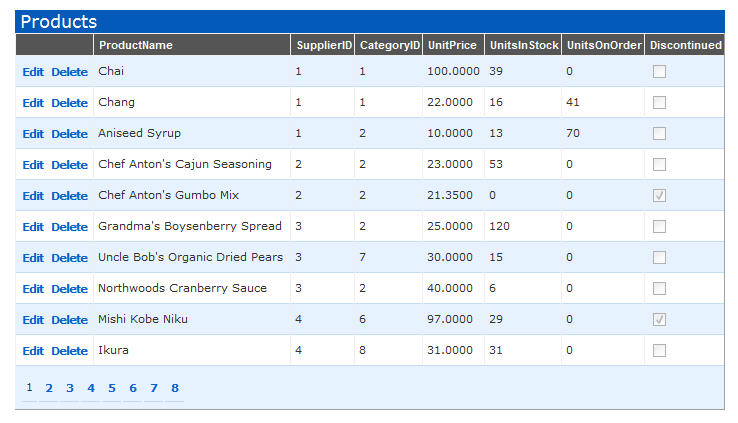 Products
ProductName SupplierID CategoryID UnitPrice UnitsInStock UnitsOnOrder Discontinued
Edit Delete Chai 1 1 100.0000 39 0
Edit Delete Chang 1 1 22.0000 16 41
Edit Delete Aniseed Syrup 1 2 10.0000 13 70
Edit Delete Chef Anton's Cajun Seasoning 2 2 23.0000 53 0
Edit Delete Chef Anton's Gumbo Mix 2 2 21.3500 0 0
Edit Delete Grandma's Boysenberry Spread 3 2 25.0000 120 0
Edit Delete Uncle Bob's Organic Dried Pears 3 7 30.0000 15 0
Edit Delete Northwoods Cranberry Sauce 3 2 40.0000 6 0
Edit Delete Mishi Kobe Niku 4 6 97.0000 29 0
Edit Delete Ikura 4 8 31.0000 31 0
1 2 3 4 5 6 7 8